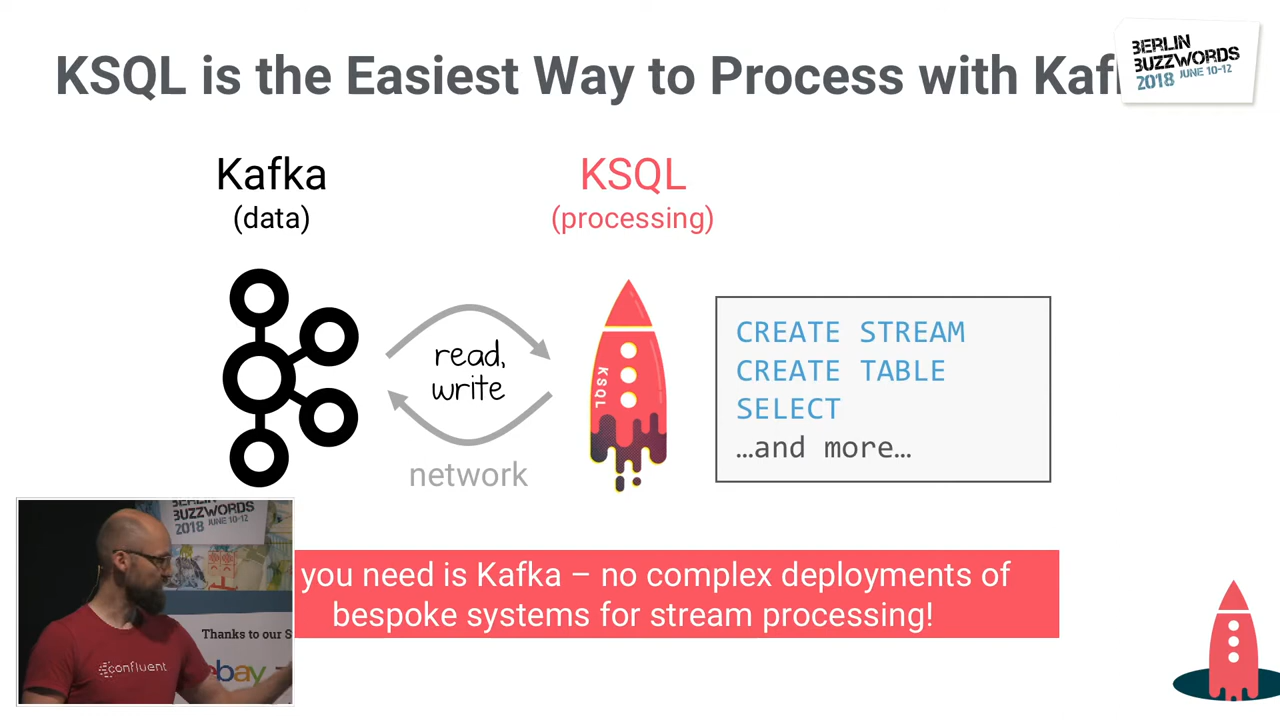 KSQL is the Easiest Way to Process with Kaf
BERLIN
BUZZWORDS
2018 JUNE 10-12
Kafka
(data)
KSQL
(processing)
read,
write
network
KSQL
CREATE STREAM
CREATE TABLE
SELECT
…and more…
you need is Kafka – no complex deployments of
bespoke systems for stream processing!
BERLIN
BUZZWORDS
2018 JUNE 10-12
Thanks to our S
ebay
confluent